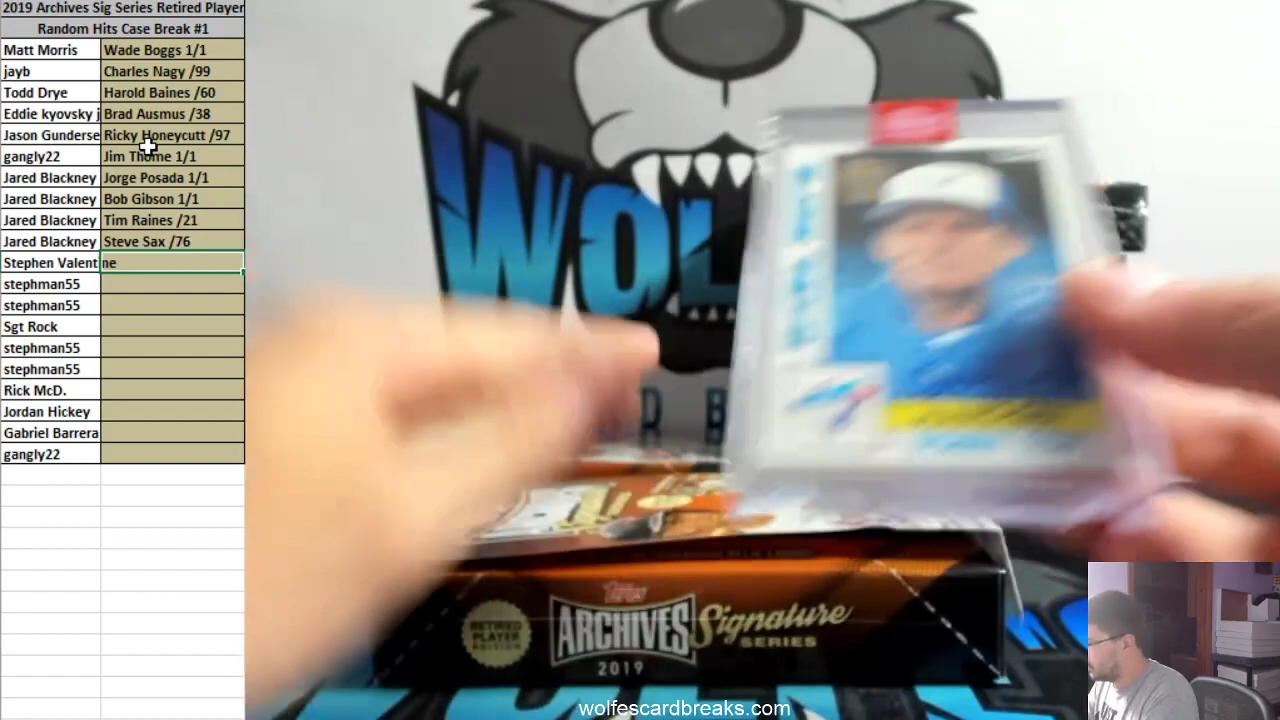 2019 Archives Sig Series Retired Player
Random Hits Case Break #1
Matt Morris Wade Boggs 1/1
jayb Charles Nagy /99
Todd Drye Harold Baines /60
Eddie kyovsky j Brad Ausmus /38
Jason Gunderse Ricky Honeycutt /97
gangly22 Jim Thome 1/1
Jared Blackney Jorge Posada 1/1
Jared Blackney Bob Gibson 1/1
Jared Blackney Tim Raines /21
Jared Blackney Steve Sax /76
Stephen Valentine
stephman55
stephman55
Sgt Rock
stephman55
stephman55
Rick McD.
Jordan Hickey
Gabriel Barrera
gangly22
WOL
RETIRED PLAYER EDITION
Topps
ARCHIVES Signature
SERIES
2019
wolfescardbreaks.com